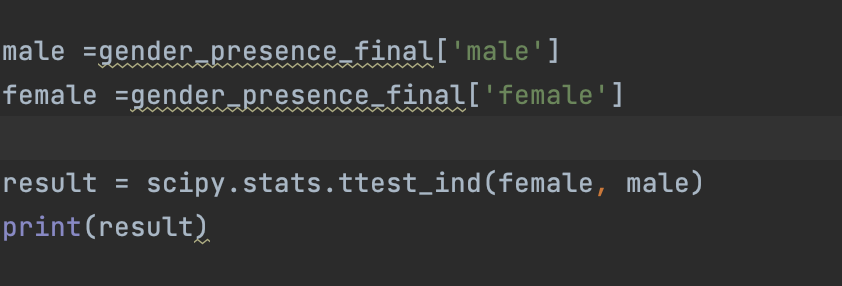 male =gender_presence_final['male']
female =gender_presence_final['female']
result = scipy.stats.ttest_ind(female, male)
print(result)